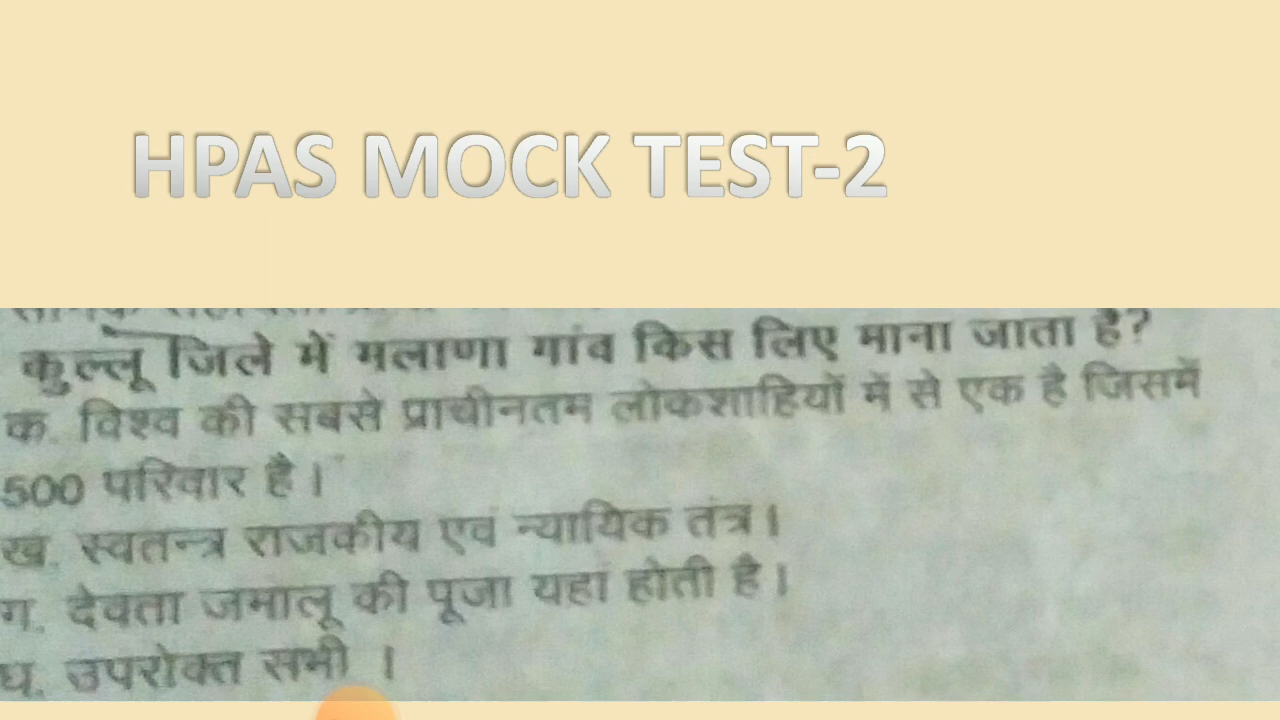 HPAS MOCK TEST-2
कुल्लू जिले में मलाणा गांव किस लिए माना जाता है?
क. विश्व की सबसे प्राचीनतम लोकशाहियों में से एक है जिसमें
500 परिवार है।
ख. स्वतन्त्र राजकीय एवं न्यायिक तंत्र।
ग. देवता जमालू की पूजा यहां होती है।
घ. उपरोक्त सभी ।